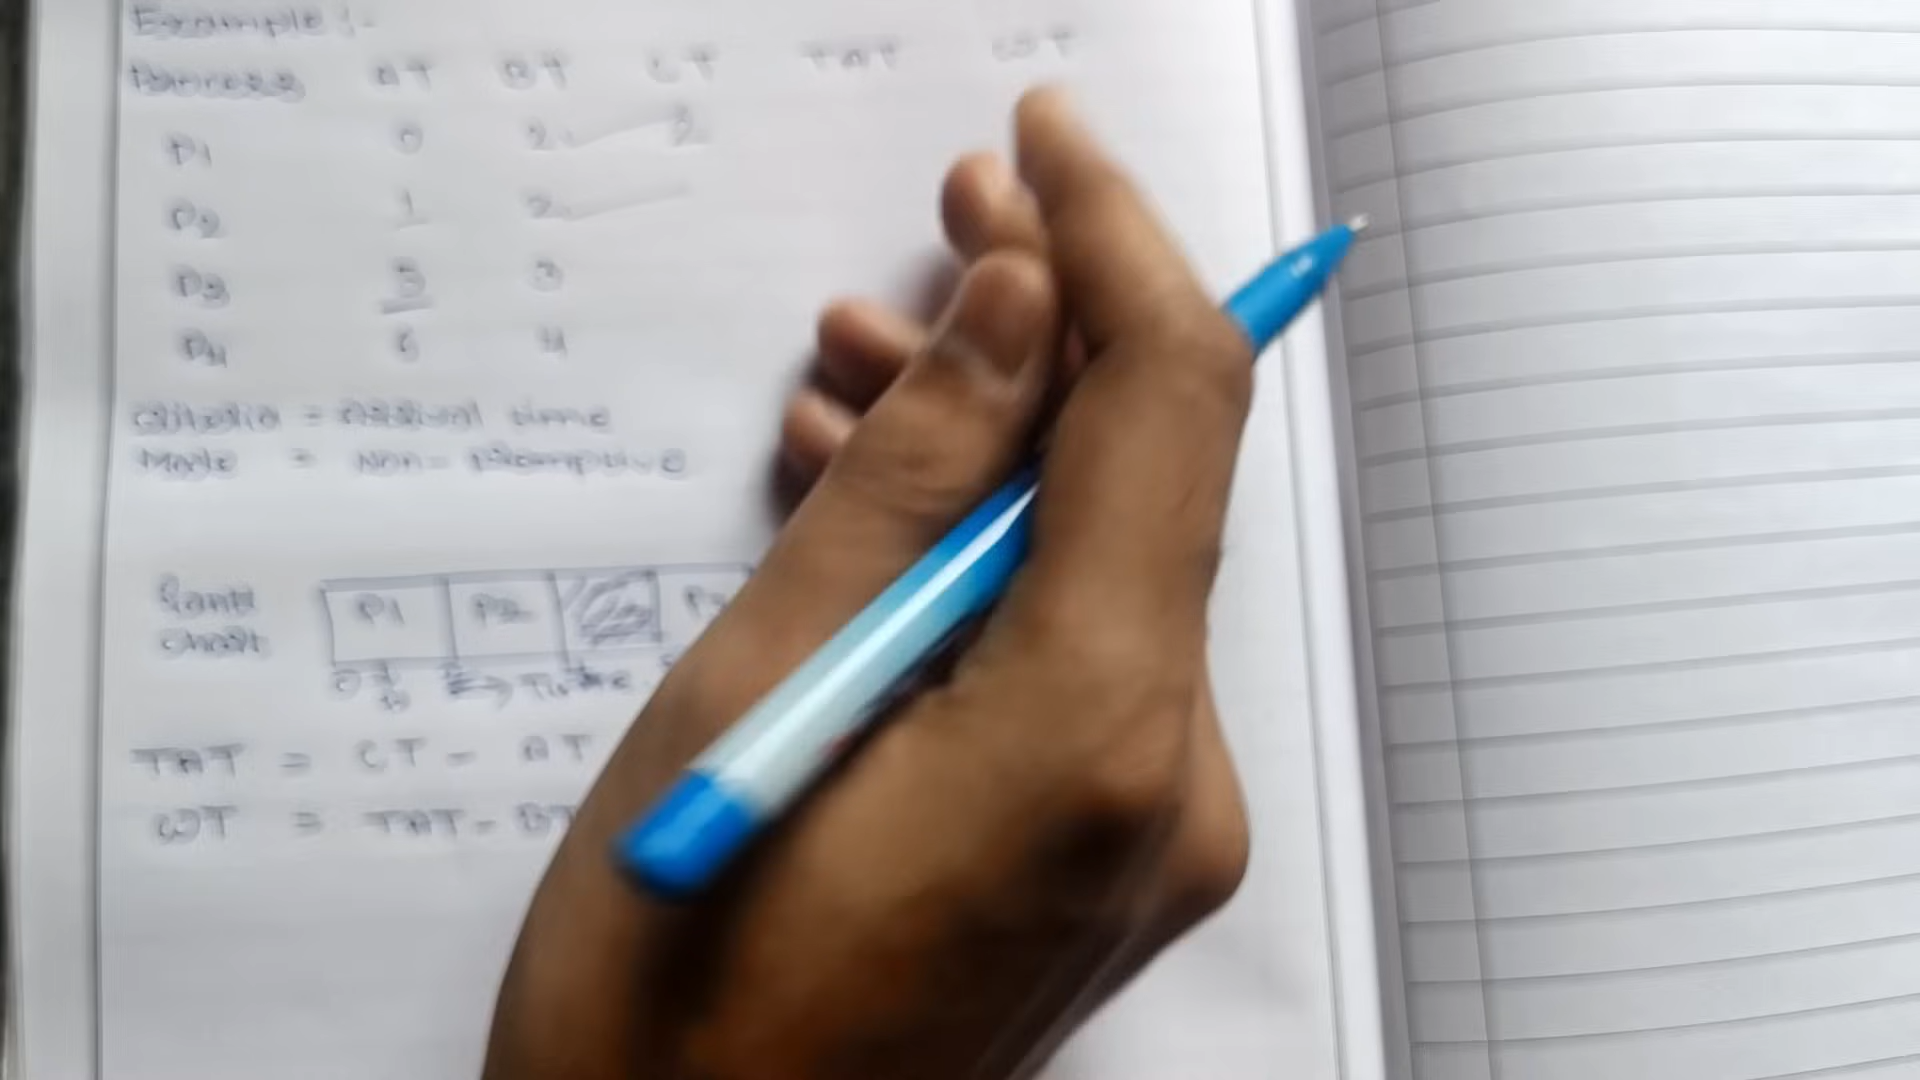 Example :-
Process AT BT CT TAT WT
P1 0 2 2
P2 1 2
P3 5 3
P4 6 4
Criteria = Arrival time
Mode = Non-Preemptive
Gantt P1 P2 P3
chart
0 2 4
TAT = CT - AT
WT = TAT - BT